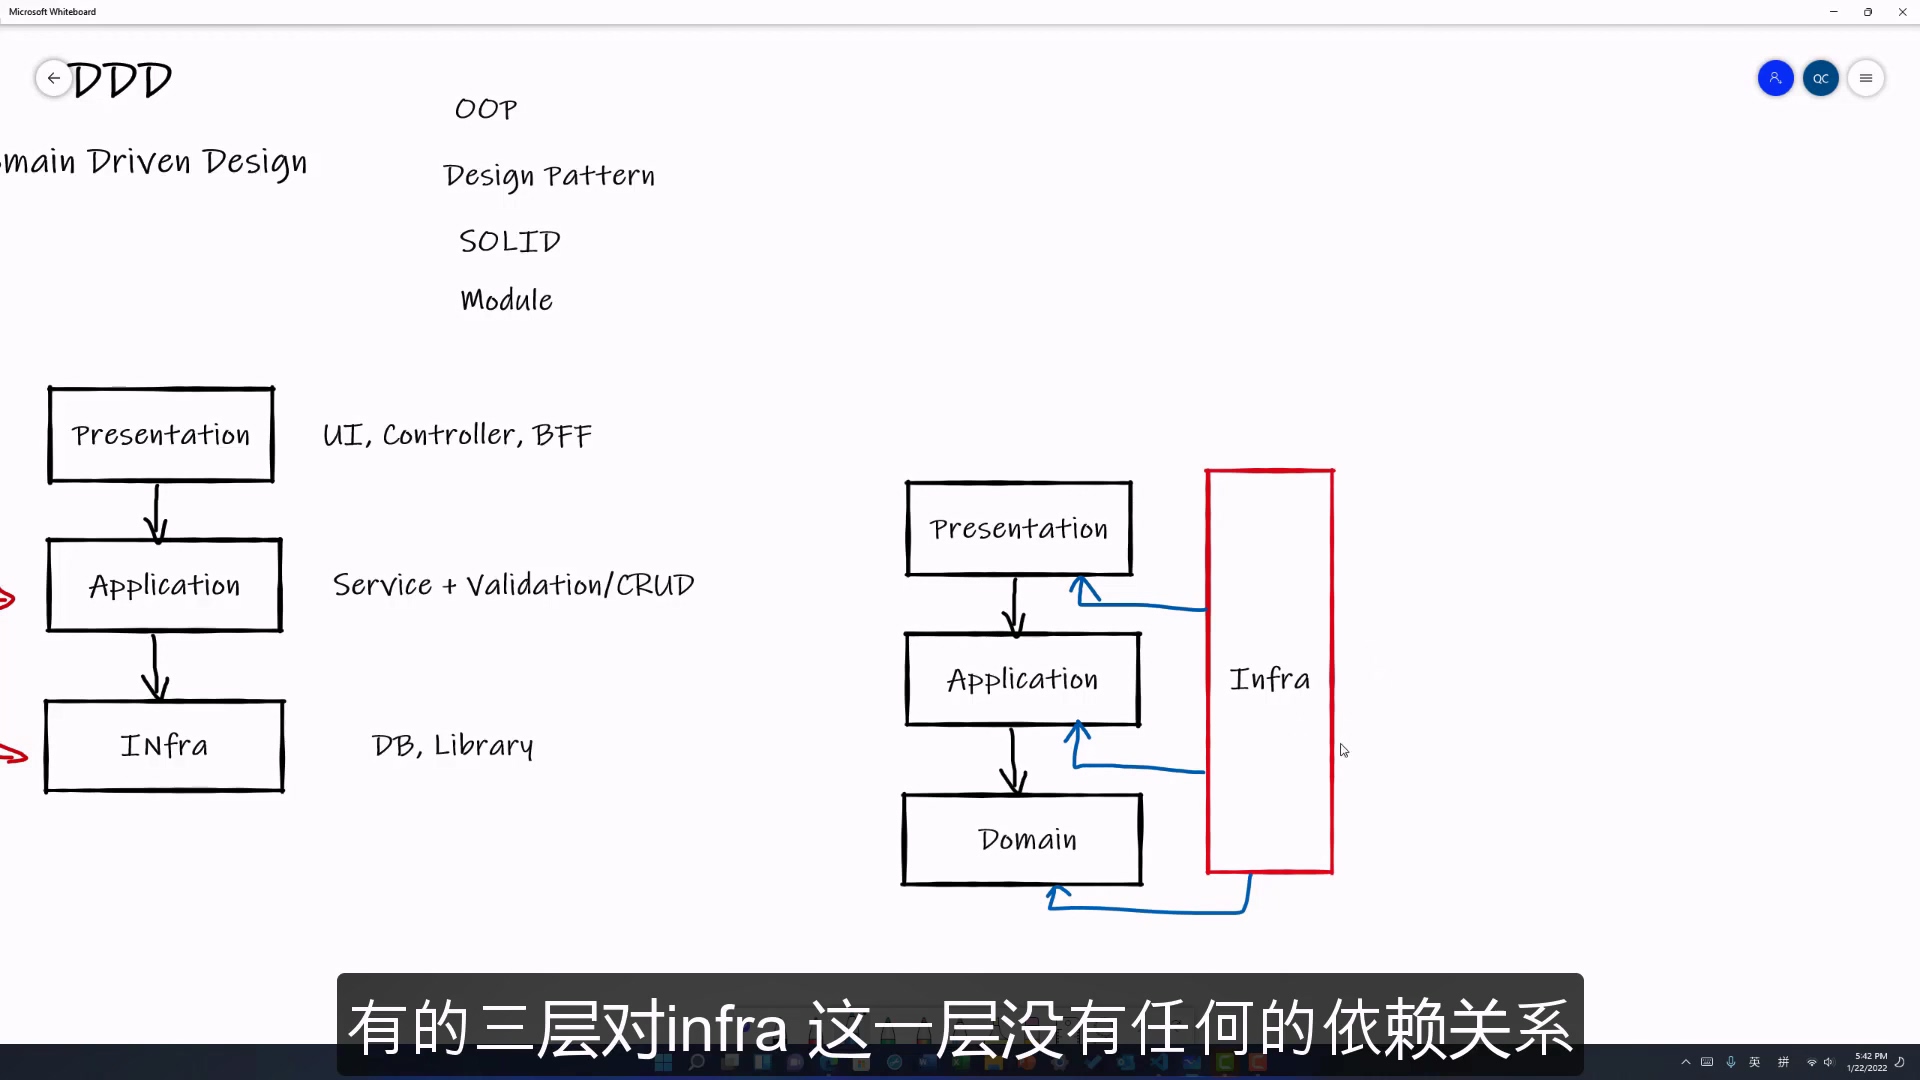 Microsoft Whiteboard
DDD
QC
OOP
main Driven Design
Design Pattern
SOLID
Module
Presentation
UI, Controller, BFF
Application
Service + Validation/CRUD
INfra
DB, Library
Presentation
Application
Domain
Infra
有的三层对infra 这一层没有任何的依赖关系
英
拼
5:42 PM
1/22/2022